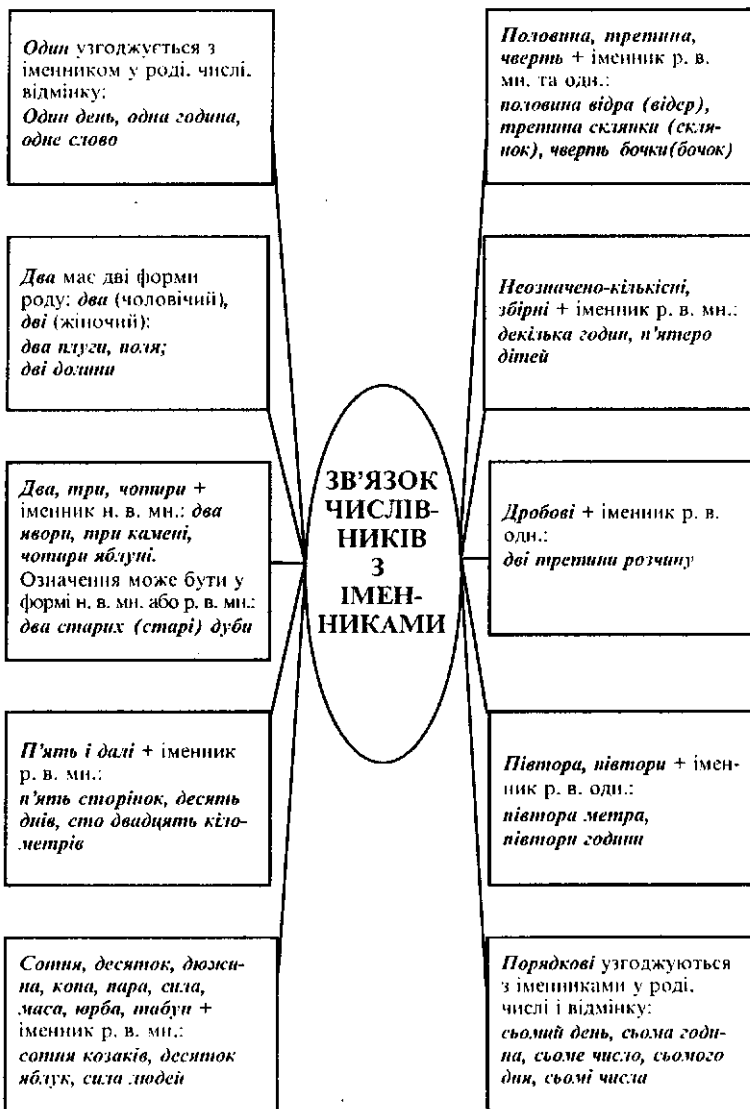 Один узгоджується з
іменником у роді, числі,
відмінку:
Один день, одна година,
одне слово
Два має дві форми
роду: два (чоловічий),
дві (жіночий):
два плуги, поля;
дві долини
Два, три, чотири +
іменник н. в. мн.: два
явори, три камені,
чотири яблуні.
Означення може бути у
формі н. в. мн. або р. в. мн.:
два старих (старі) дуби
П'ять і далі + іменник
р. в. мн.:
п'ять сторінок, десять
днів, сто двадцять кіло-
метрів
Сотня, десяток, дюжи-
на, копа, пара, сила,
маса, юрба, табун +
іменник р. в. мн.:
сотня козаків, десяток
яблук, сила людей
ЗВ'ЯЗОК
ЧИСЛІВ-
НИКІВ
З
ІМЕН-
НИКАМИ
Половина, третина,
чверть + іменник р. в.
мн. та одн.:
половина відра (відер),
третина склянки (скля-
нок), чверть бочки(бочок)
Неозначено-кількісні,
збірні + іменник р. в. мн.:
декілька годин, п'ятеро
дітей
Дробові + іменник р. в.
одн.:
дві третини розчину
Півтора, півтори + імен-
ник р. в. одн.:
півтора метра,
півтори години
Порядкові узгоджуються
з іменниками у роді,
числі і відмінку:
сьомий день, сьома годи-
на, сьоме число, сьомого
дня, сьомі числа